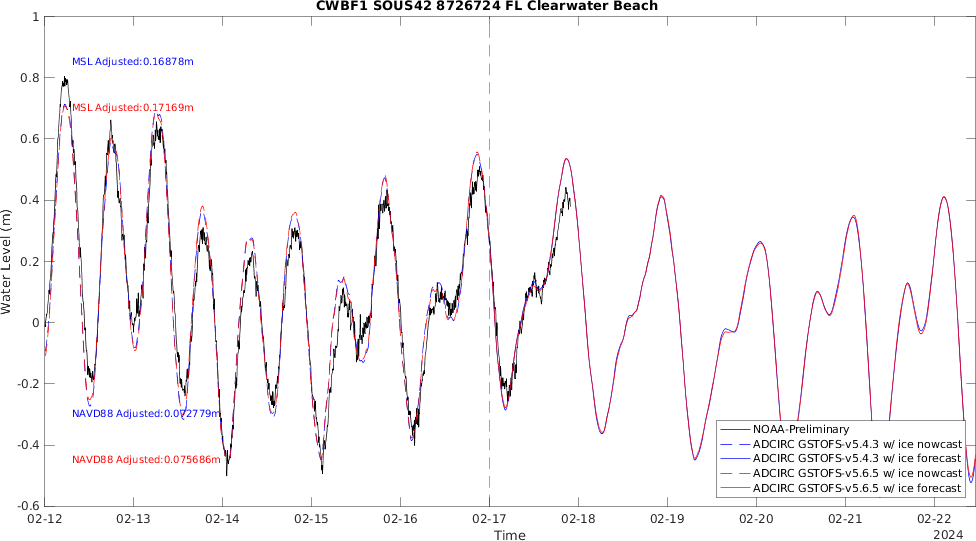 CWBF1 SOUS42 8726724 FL Clearwater Beach
1
MSL Adjusted:0.16878m
0.8
MSL Adjusted:0.17169m
0.6
0.4
Water Level (m)
0.2
0
-0.2
NAVD88 Adjusted:0.072779m
-0.4
NAVD88 Adjusted:0.075686m
-0.6
NOAA-Preliminary
ADCIRC GSTOFS-v5.4.3 w/ ice nowcast
ADCIRC GSTOFS-v5.4.3 w/ ice forecast
ADCIRC GSTOFS-v5.6.5 w/ ice nowcast
ADCIRC GSTOFS-v5.6.5 w/ ice forecast
02-12 02-13 02-14 02-15 02-16 02-17 02-18 02-19 02-20 02-21 02-22
Time
2024